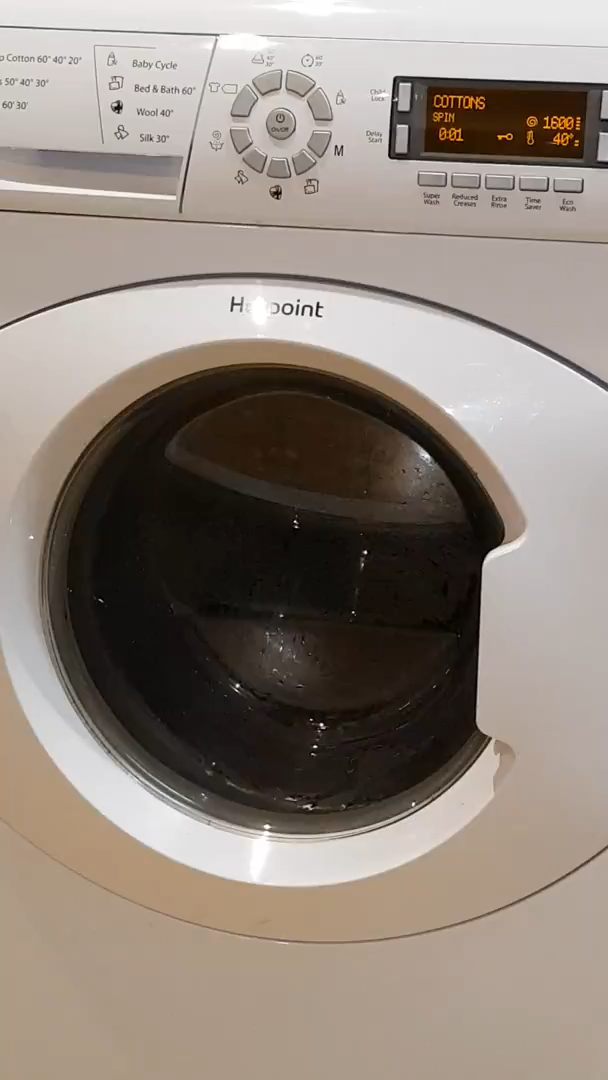 p Cotton 60° 40° 20°
s 50° 40° 30°
60° 30°
Baby Cycle
Bed & Bath 60°
Wool 40°
Silk 30°
On/Off
M
Child Lock
Delay Start
COTTONS
SPIN
0:01
1600
40°
Super Wash
Reduced Creases
Extra Rinse
Time Saver
Eco Wash
Hotpoint